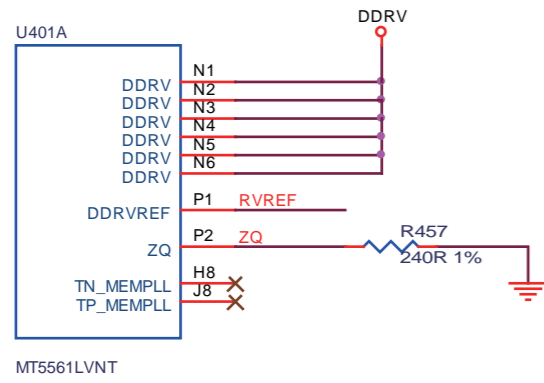 DDRV
U401A
N1
DDRV
N2
DDRV
N3
DDRV
N4
DDRV
N5
DDRV
N6
DDRV
P1 RVREF
DDRVREF
R457
P2 ZQ
ZQ
240R 1%
H8
TN_MEMPLL
J8
TP_MEMPLL
MT5561LVNT